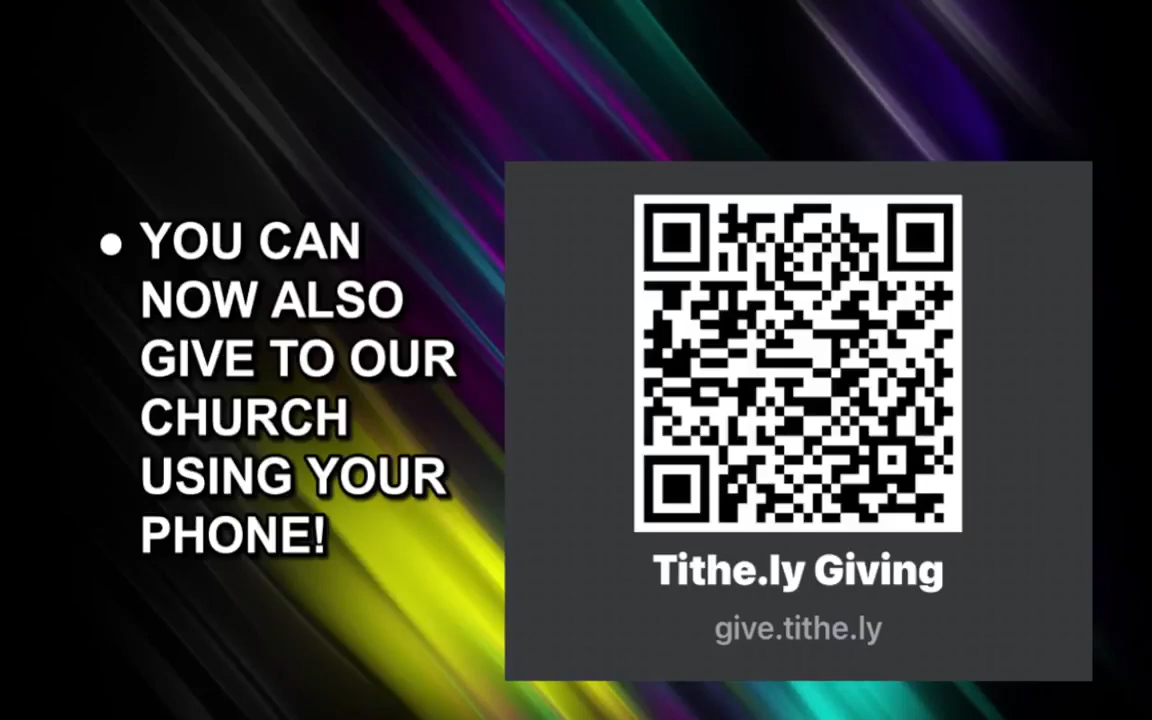 ● YOU CAN
NOW ALSO
GIVE TO OUR
CHURCH
USING YOUR
PHONE!
Tithe.ly Giving
give.tithe.ly